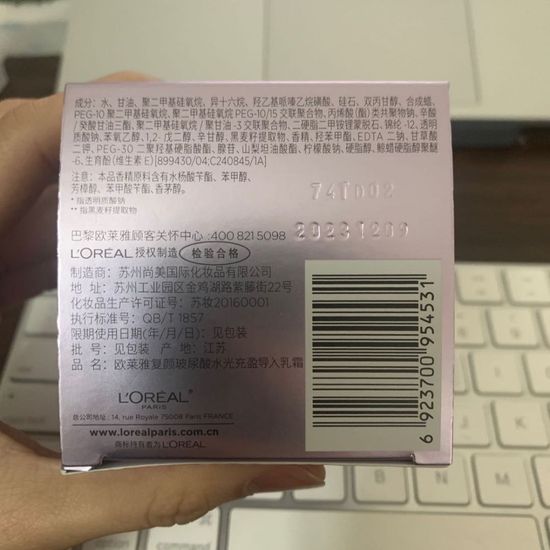 成分：水、甘油、聚二甲基硅氧烷、异十六烷、羟乙基哌嗪乙烷磺酸、硅石、双丙甘醇、合成蜡、
PEG-10聚二甲基硅氧烷、聚二甲基硅氧烷PEG-10/15交联聚合物、丙烯酸(酯)类共聚物钠、辛酸
/癸酸甘油三酯、聚二甲基硅氧烷/聚甘油-3交联聚合物、二硬脂二甲铵锂蒙脱石、锦纶-12、透明
质酸钠、苯氧乙醇、1,2-戊二醇、辛甘醇、黑麦籽提取物、香精、羟苯甲酯、EDTA二钠、甘草酸
二钾、PEG-30二聚羟基硬脂酸酯、腺苷、山梨坦油酸酯、柠檬酸钠、硬脂醇、鲸蜡硬脂醇聚醚
-6、生育酚(维生素E)[899430/04;C240845/1A]
注意：本品香精原料含有水杨酸苄酯、苯甲醇、
芳樟醇、苯甲酸苄酯、香茅醇。
*指透明质酸钠
**指黑麦籽提取物
74T002
20231209
巴黎欧莱雅顾客关怀中心：400 821 5098
L'ORÉAL 授权制造 检验合格
制造商：苏州尚美国际化妆品有限公司
地 址：苏州工业园区金鸡湖路紫藤街22号
化妆品生产许可证号：苏妆20160001
执行标准号：QB/T 1857
限期使用日期(年/月/日)：见包装
批 号：见包装 产 地：江苏
品 名：欧莱雅复颜玻尿酸水光充盈导入乳霜
L'ORÉAL
PARIS
总公司地址：14, rue Royale 75008 Paris FRANCE
www.lorealparis.com.cn
商标持有者为L'ORÉAL
6 923700 954531